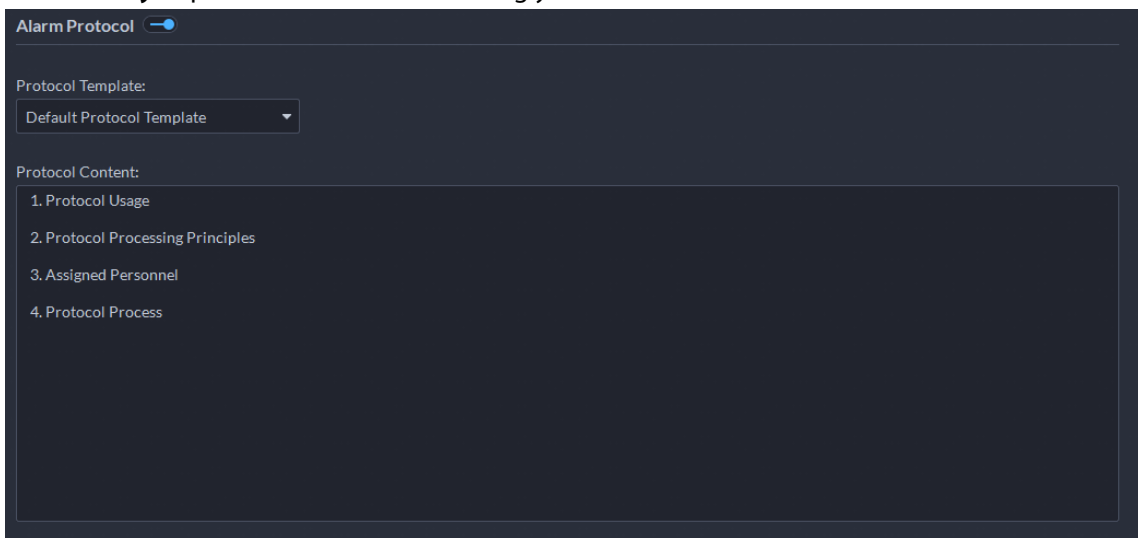 Alarm Protocol
Protocol Template:
Default Protocol Template
Protocol Content:
1. Protocol Usage
2. Protocol Processing Principles
3. Assigned Personnel
4. Protocol Process